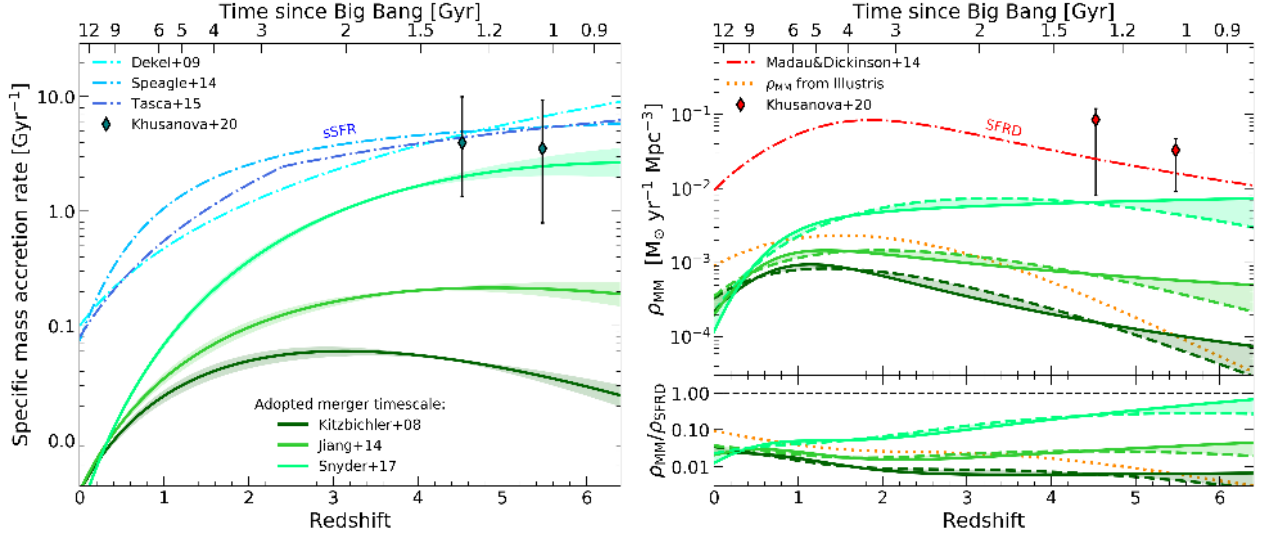 Time since Big Bang [Gyr]
12 9 6 5 4 3 2 1.5 1.2 1 0.9
Dekel+09
Speagle+14
Tasca+15
Khusanova+20
sSFR
Specific mass accretion rate [Gyr⁻¹]
10.0
1.0
0.1
0.0
Adopted merger timescale:
Kitzbichler+08
Jiang+14
Snyder+17
0 1 2 3 4 5 6
Redshift
Time since Big Bang [Gyr]
12 9 6 5 4 3 2 1.5 1.2 1 0.9
Madau&Dickinson+14
ρMM from Illustris
Khusanova+20
SFRD
ρMM [M⊙ yr⁻¹ Mpc⁻³]
10⁻¹
10⁻²
10⁻³
10⁻⁴
ρMM/ρSFRD
1.00
0.10
0.01
0 1 2 3 4 5 6
Redshift